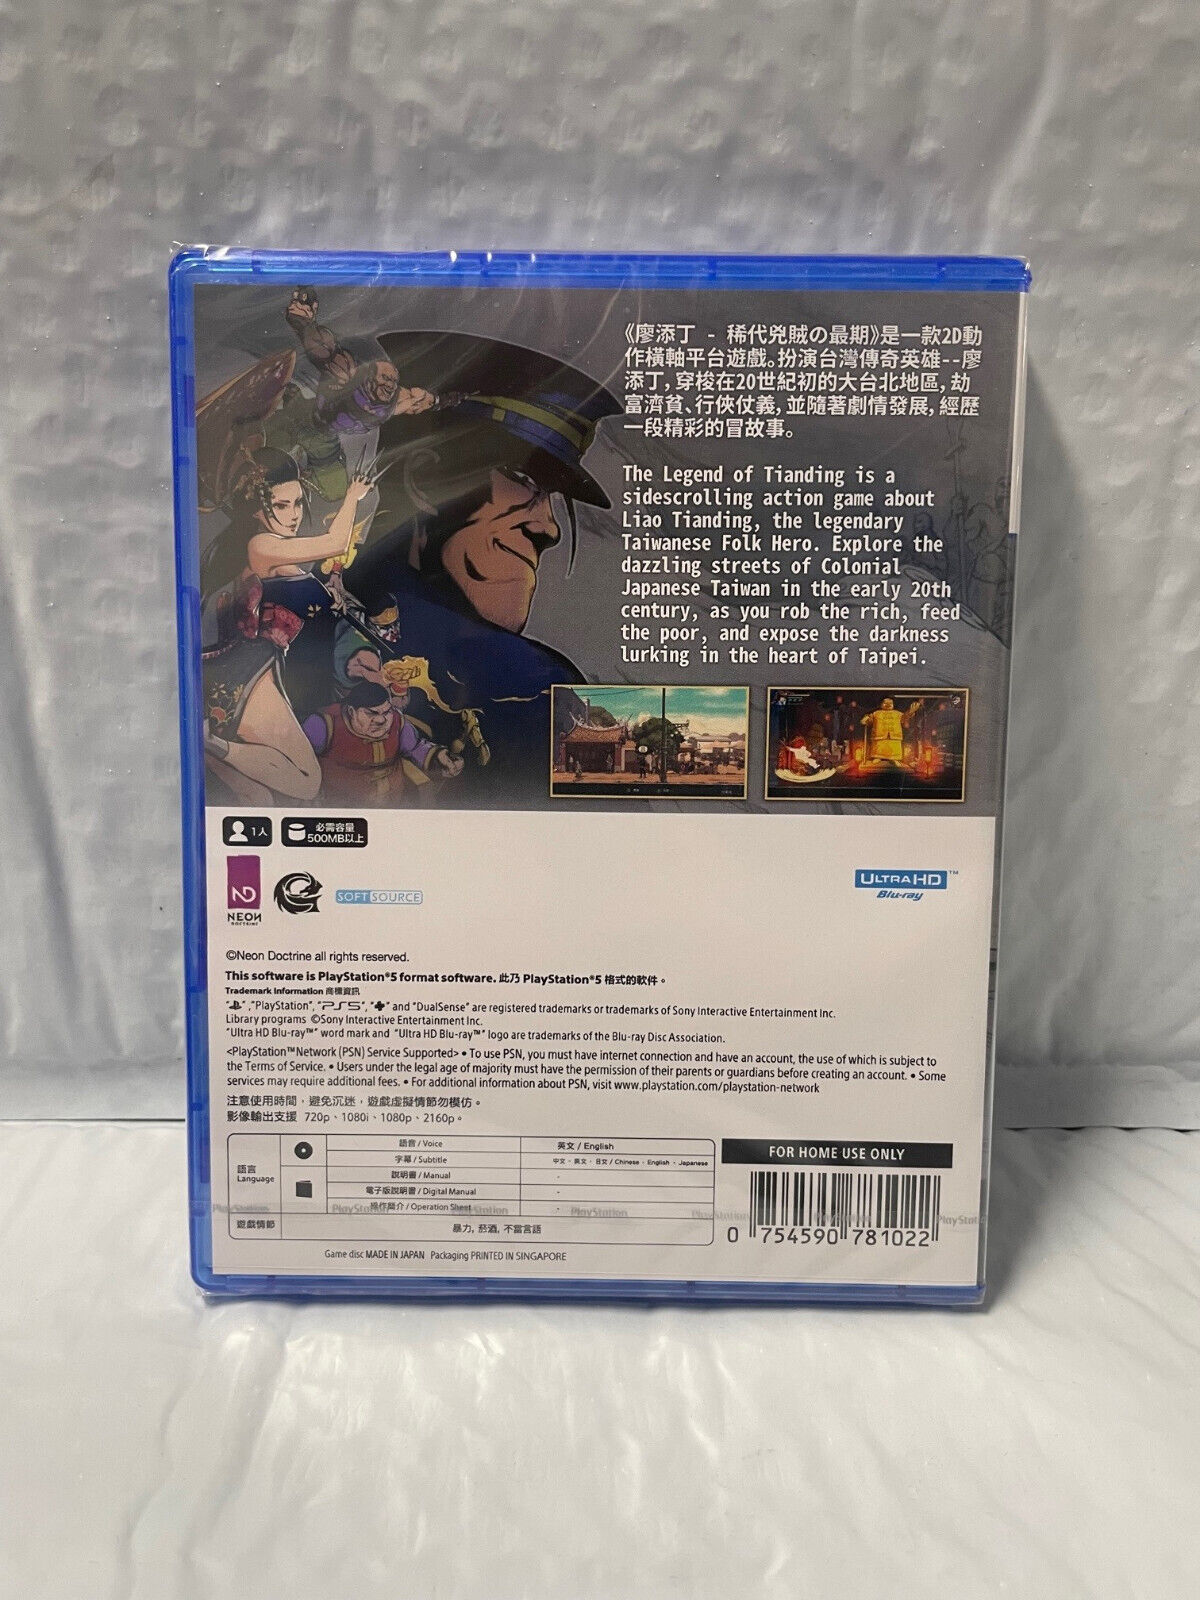 《廖添丁 - 稀代兇賊の最期》是一款2D動
作橫軸平台遊戲。扮演台灣傳奇英雄--廖
添丁,穿梭在20世紀初的大台北地區,劫
富濟貧、行俠仗義,並隨著劇情發展,經歷
一段精彩的冒故事。
The Legend of Tianding is a
sidescrolling action game about
Liao Tianding, the legendary
Taiwanese Folk Hero. Explore the
dazzling streets of Colonial
Japanese Taiwan in the early 20th
century, as you rob the rich, feed
the poor, and expose the darkness
lurking in the heart of Taipei.
1人
必需容量
500MB以上
NEON
DOCTRINE
SOFT SOURCE
ULTRA HD™
Blu-ray
©Neon Doctrine all rights reserved.
This software is PlayStation®5 format software. 此乃 PlayStation®5 格式的軟件。
Trademark Information 商標資訊
"", "PlayStation", "PS5", "" and "DualSense" are registered trademarks or trademarks of Sony Interactive Entertainment Inc.
Library programs ©Sony Interactive Entertainment Inc.
"Ultra HD Blu-ray™" word mark and "Ultra HD Blu-ray™" logo are trademarks of the Blu-ray Disc Association.
<PlayStation™Network (PSN) Service Supported> • To use PSN, you must have internet connection and have an account, the use of which is subject to
the Terms of Service. • Users under the legal age of majority must have the permission of their parents or guardians before creating an account. • Some
services may require additional fees. • For additional information about PSN, visit www.playstation.com/playstation-network
注意使用時間,避免沉迷,遊戲虛擬情節勿模仿。
影像輸出支援 720p、1080i、1080p、2160p。
語言
Language
語音 / Voice
英文 / English
字幕 / Subtitle
中文・英文・日文 / Chinese・English・Japanese
說明書 / Manual
-
電子版說明書 / Digital Manual
-
操作簡介 / Operation Sheet
-
遊戲情節
暴力, 菸酒, 不當言語
FOR HOME USE ONLY
0 754590 781022
PlayStation PlayStation PlayStation PlayStation PlayStation PlayStation
Game disc MADE IN JAPAN Packaging PRINTED IN SINGAPORE